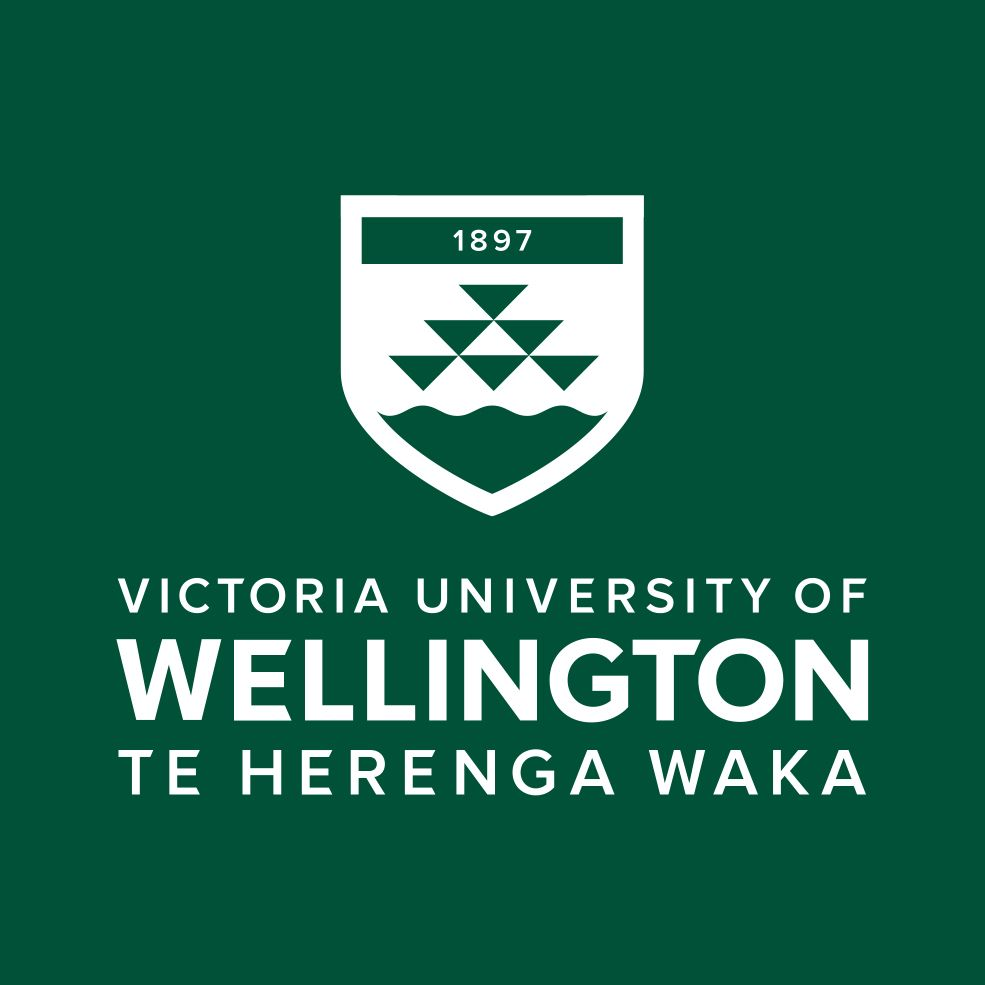 1897
VICTORIA UNIVERSITY OF
WELLINGTON
TE HERENGA WAKA